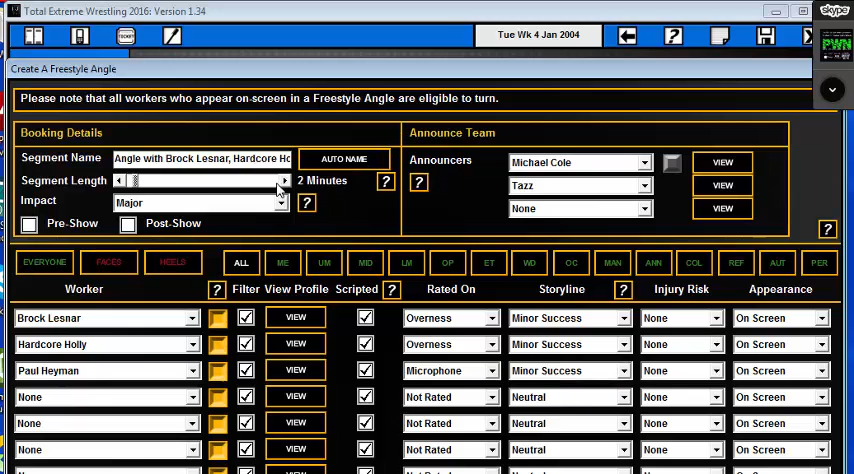 Total Extreme Wrestling 2016: Version 1.34
skype
TICKET
Tue Wk 4 Jan 2004
?
PWN
Create A Freestyle Angle
Please note that all workers who appear on-screen in a Freestyle Angle are eligible to turn.
Booking Details
Announce Team
Segment Name
Angle with Brock Lesnar, Hardcore Ho
AUTO NAME
Announcers
Michael Cole
VIEW
Segment Length
2 Minutes
?
?
Tazz
VIEW
Impact
Major
?
None
VIEW
Pre-Show
Post-Show
?
EVERYONE FACES HEELS ALL ME UM MID LM OP ET WD OC MAN ANN COL REF AUT PER
Worker ? Filter View Profile Scripted ? Rated On Storyline ? Injury Risk Appearance
Brock Lesnar VIEW Overness Minor Success None On Screen
Hardcore Holly VIEW Overness Minor Success None On Screen
Paul Heyman VIEW Microphone Minor Success None On Screen
None VIEW Not Rated Neutral None On Screen
None VIEW Not Rated Neutral None On Screen
None VIEW Not Rated Neutral None On Screen